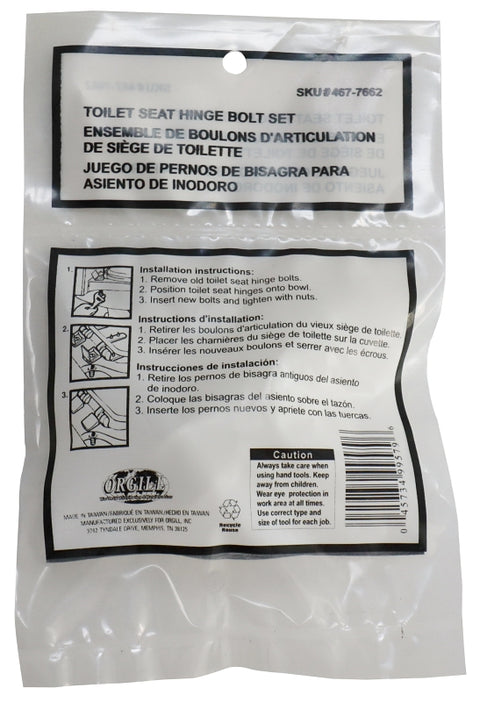 SKU#467-7662
TOILET SEAT HINGE BOLT SET
ENSEMBLE DE BOULONS D'ARTICULATION
DE SIÈGE DE TOILETTE
JUEGO DE PERNOS DE BISAGRA PARA
ASIENTO DE INODORO
1.
2.
3.
Installation instructions:
1. Remove old toilet seat hinge bolts.
2. Position toilet seat hinges onto bowl.
3. Insert new bolts and tighten with nuts.
Instructions d'installation:
1. Retirer les boulons d'articulation du vieux siège de toilette.
2. Placer les charnières du siège de toilette sur la cuvette.
3. Insérer les nouveaux boulons et serrer avec les écrous.
Instrucciones de instalación:
1. Retire los pernos de bisagra antiguos del asiento
de inodoro.
2. Coloque las bisagras del asiento sobre el tazón.
3. Inserte los pernos nuevos y apriete con las tuercas.
ORGILL
MADE IN TAIWAN/FABRIQUÉ EN TAIWAN/HECHO EN TAIWAN
MANUFACTURED EXCLUSIVELY FOR ORGILL, INC
TYNDALE DRIVE, MEMPHIS, TN 38125
Recycle
Reuse
Caution
Always take care when
using hand tools. Keep
away from children.
Wear eye protection in
work area at all times.
Use correct type and
size of tool for each job.
0 45734 99579 6